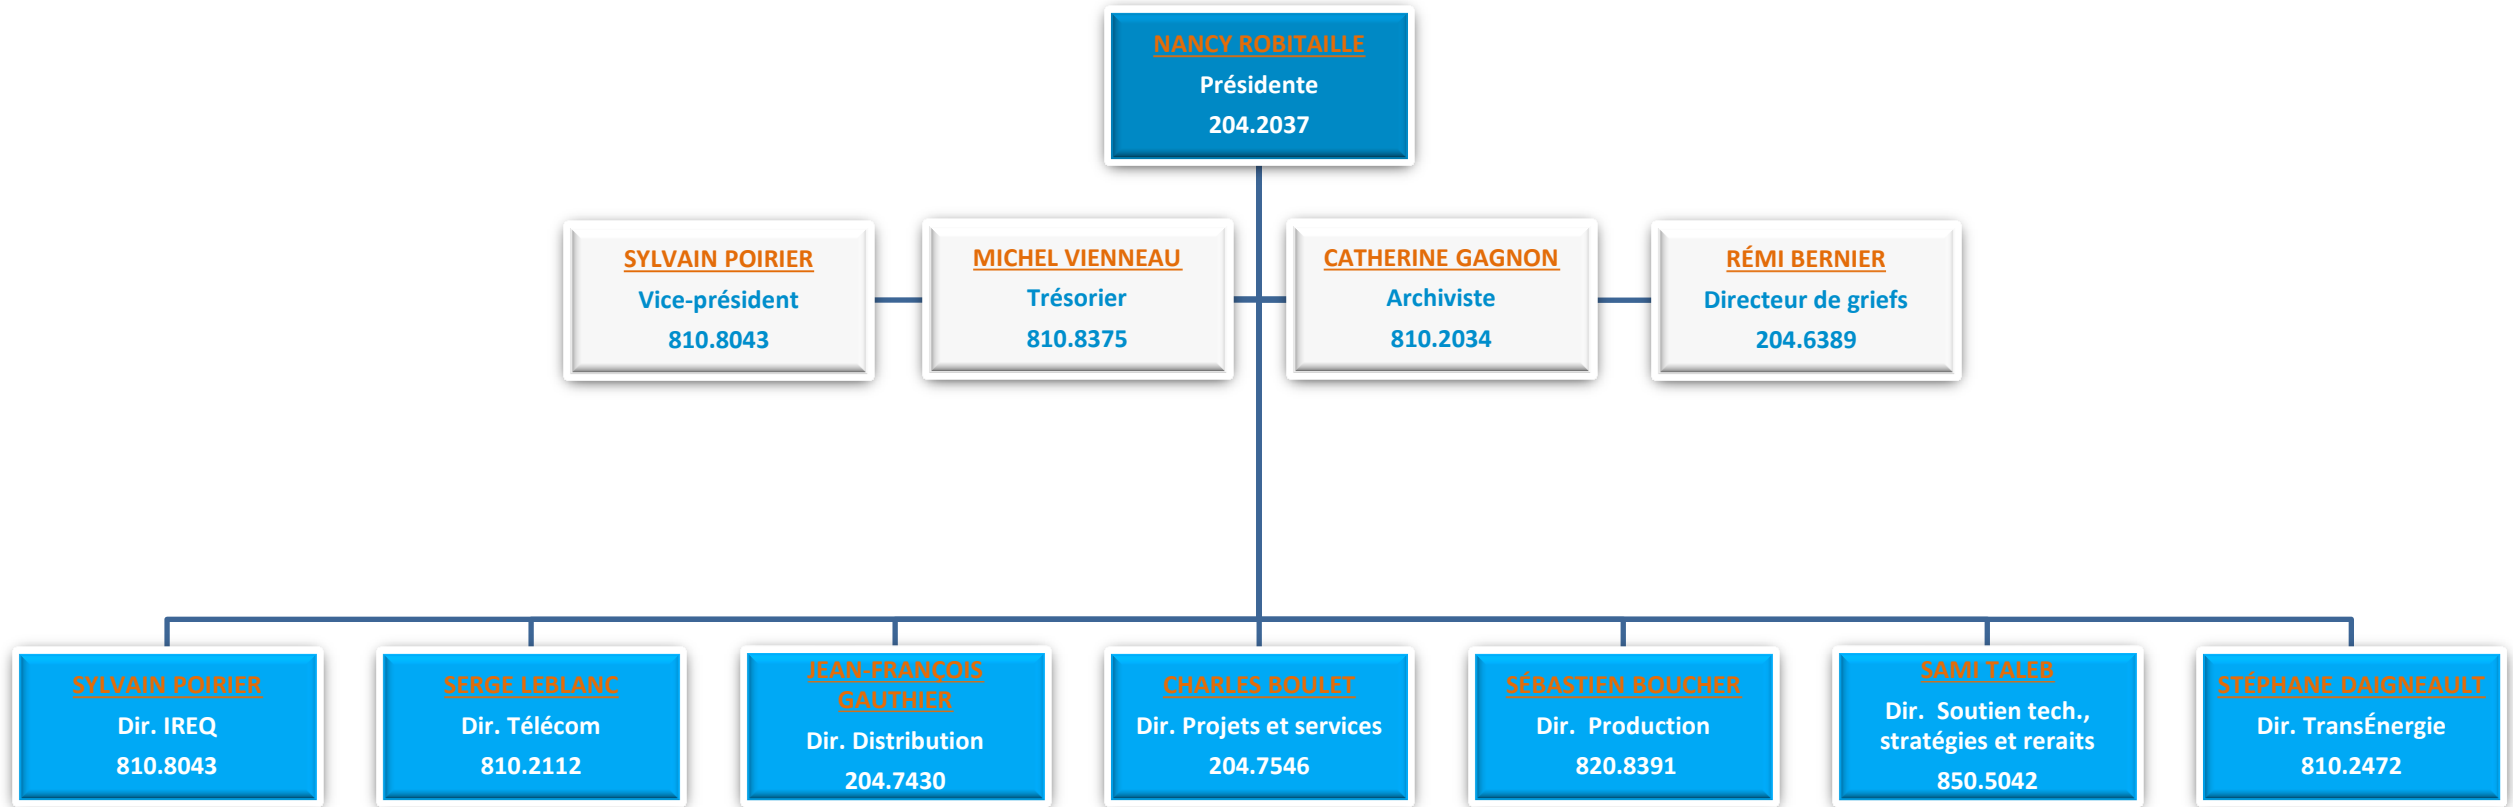 NANCY ROBITAILLE
Présidente
204.2037
SYLVAIN POIRIER
Vice-président
810.8043
MICHEL VIENNEAU
Trésorier
810.8375
CATHERINE GAGNON
Archiviste
810.2034
RÉMI BERNIER
Directeur de griefs
204.6389
SYLVAIN POIRIER
Dir. IREQ
810.8043
SERGE LEBLANC
Dir. Télécom
810.2112
JEAN-FRANÇOIS
GAUTHIER
Dir. Distribution
204.7430
CHARLES BOULET
Dir. Projets et services
204.7546
SÉBASTIEN BOUCHER
Dir. Production
820.8391
SAMI TALEB
Dir. Soutien tech.,
stratégies et reraits
850.5042
STÉPHANE DAIGNEAULT
Dir. TransÉnergie
810.2472